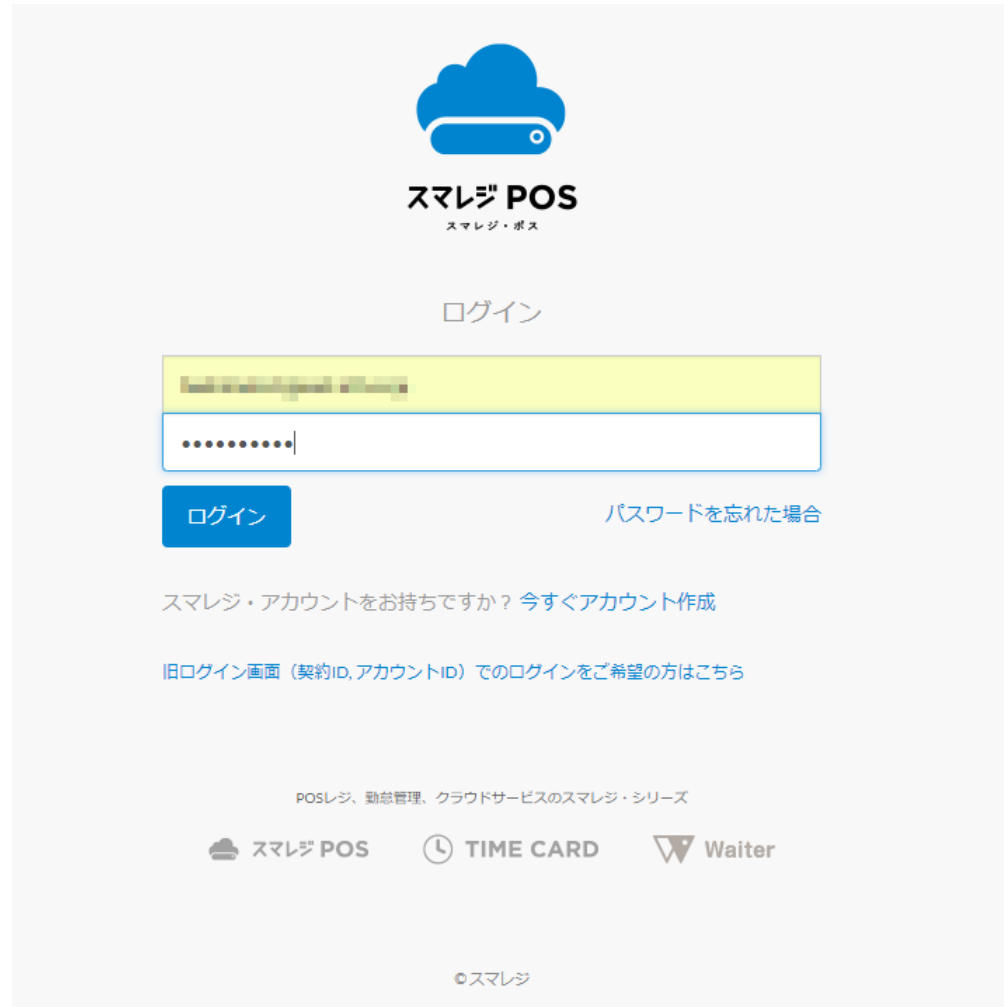 スマレジ POS
スマレジ・ポス
ログイン
••••••••••
ログイン パスワードを忘れた場合
スマレジ・アカウントをお持ちですか？今すぐアカウント作成
旧ログイン画面（契約ID, アカウントID）でのログインをご希望の方はこちら
POSレジ、勤怠管理、クラウドサービスのスマレジ・シリーズ
スマレジ POS TIME CARD Waiter
© スマレジ